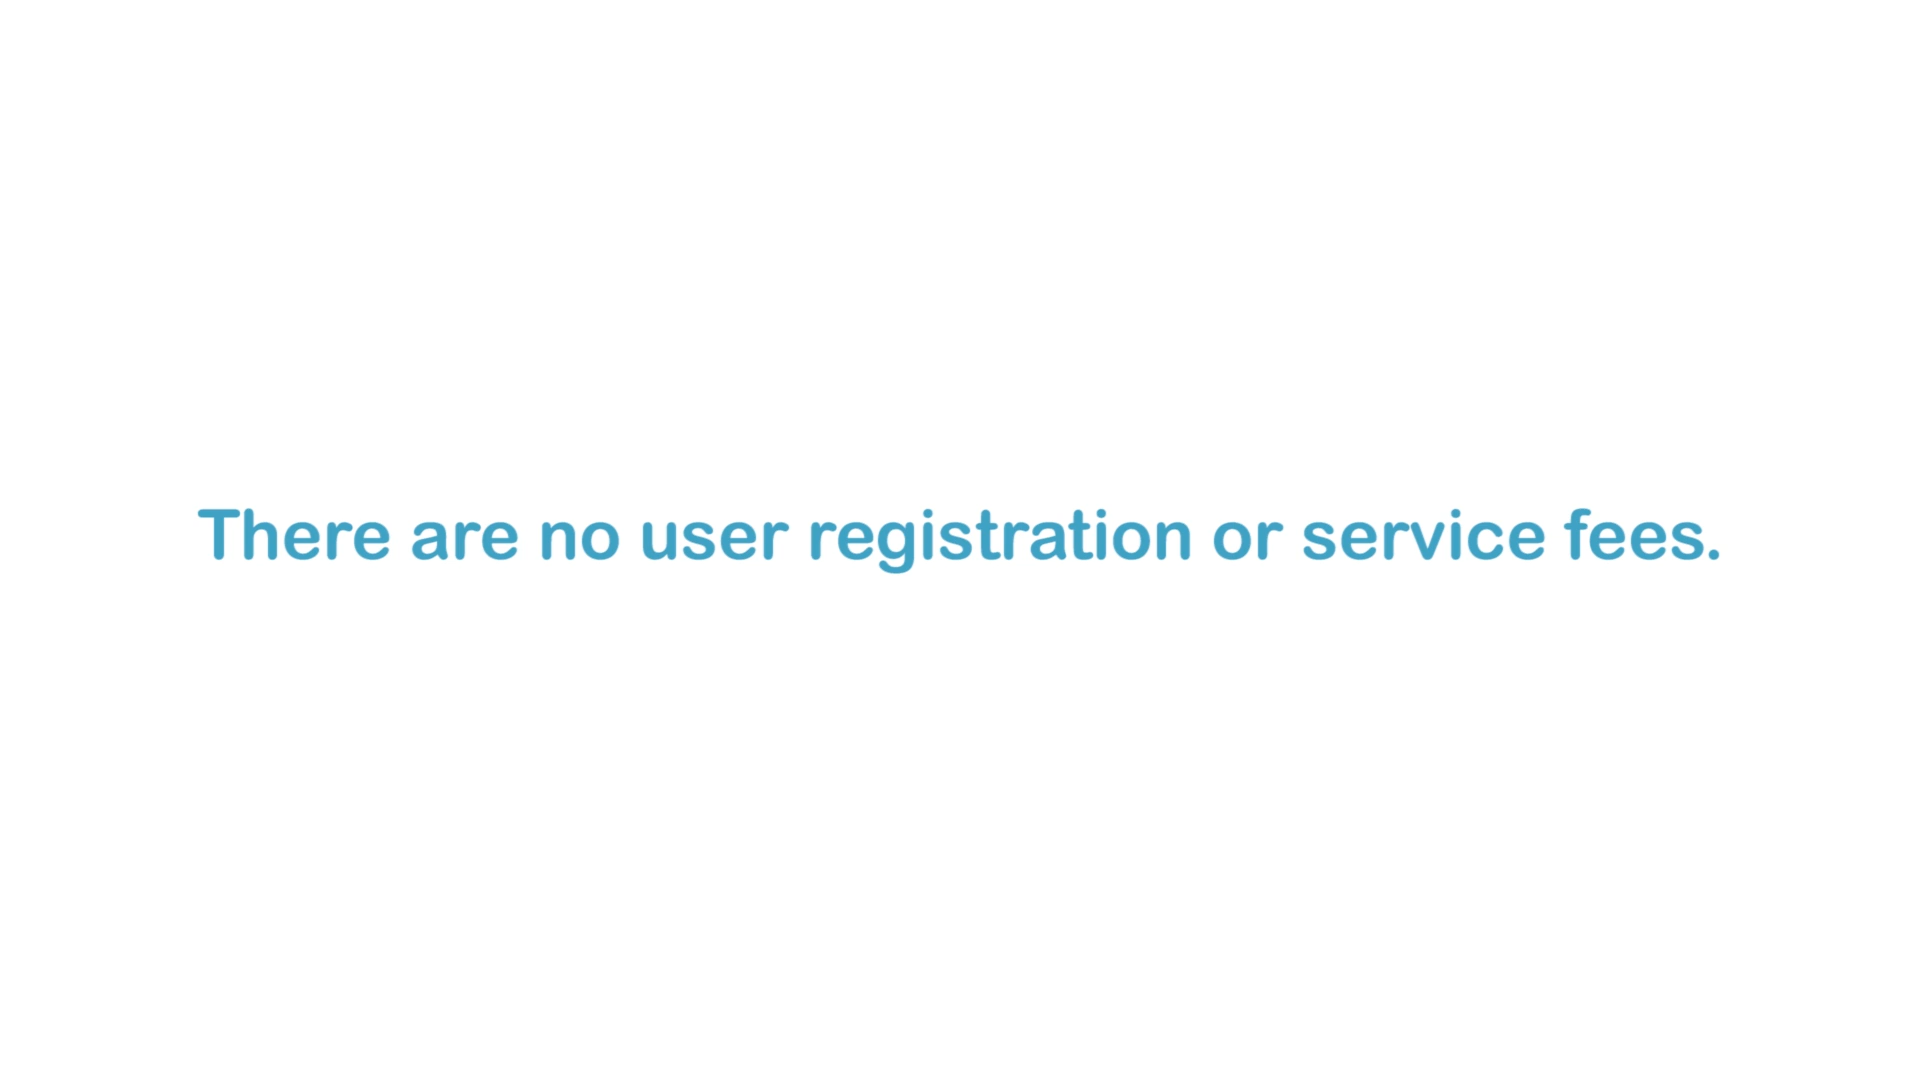 There are no user registration or service fees.